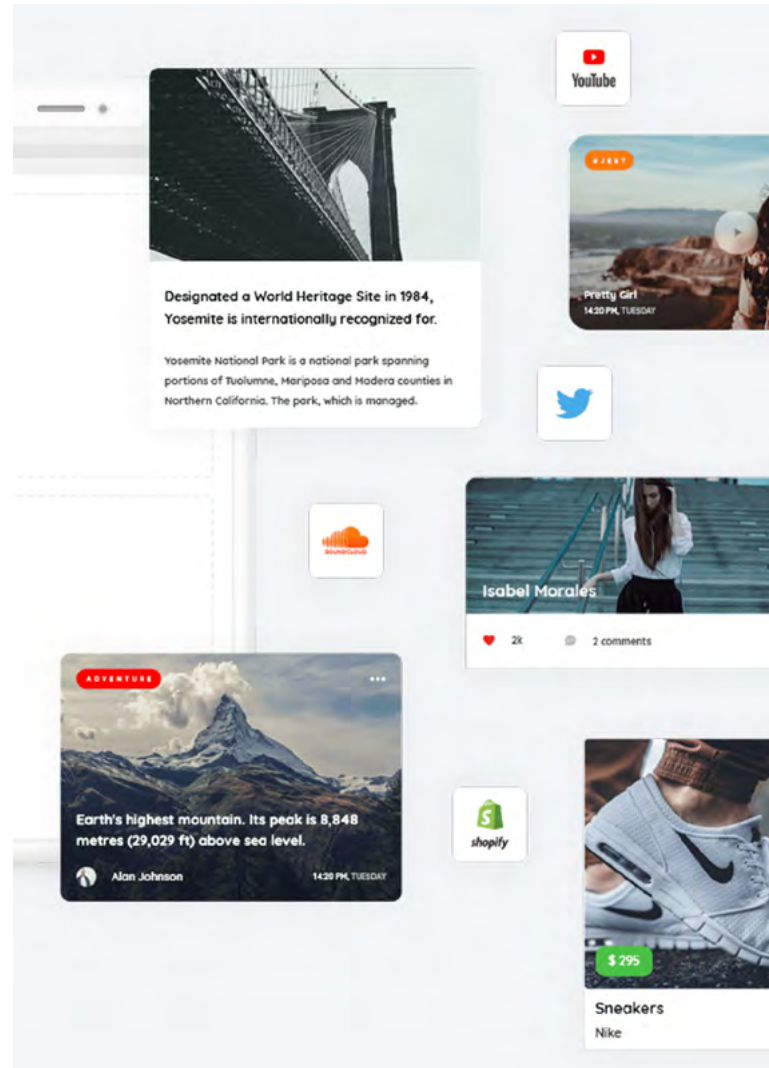 YouTube
Designated a World Heritage Site in 1984,
Yosemite is internationally recognized for.
Yosemite National Park is a national park spanning
portions of Tuolumne, Mariposa and Madera counties in
Northern California. The park, which is managed.
Pretty Girl
14:20 PM, TUESDAY
SOUNDCLOUD
Isabel Morales
2k
2 comments
ADVENTURE
Earth's highest mountain. Its peak is 8,848
metres (29,029 ft) above sea level.
Alan Johnson
14:20 PM, TUESDAY
shopify
$ 295
Sneakers
Nike